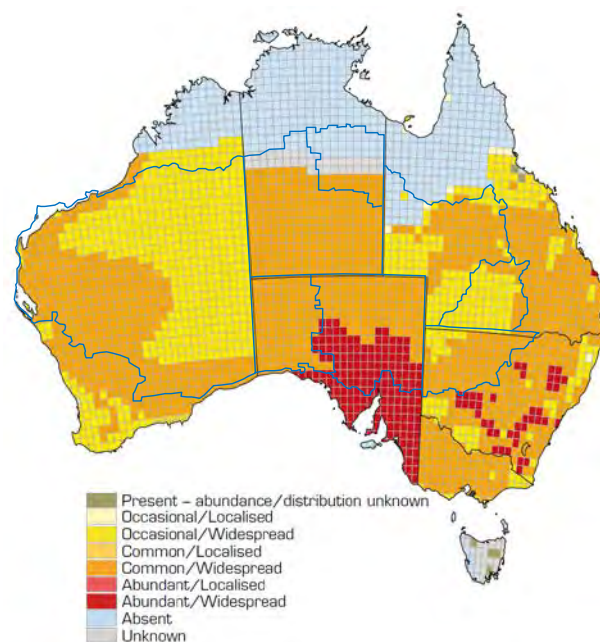 Present – abundance/distribution unknown
Occasional/Localised
Occasional/Widespread
Common/Localised
Common/Widespread
Abundant/Localised
Abundant/Widespread
Absent
Unknown